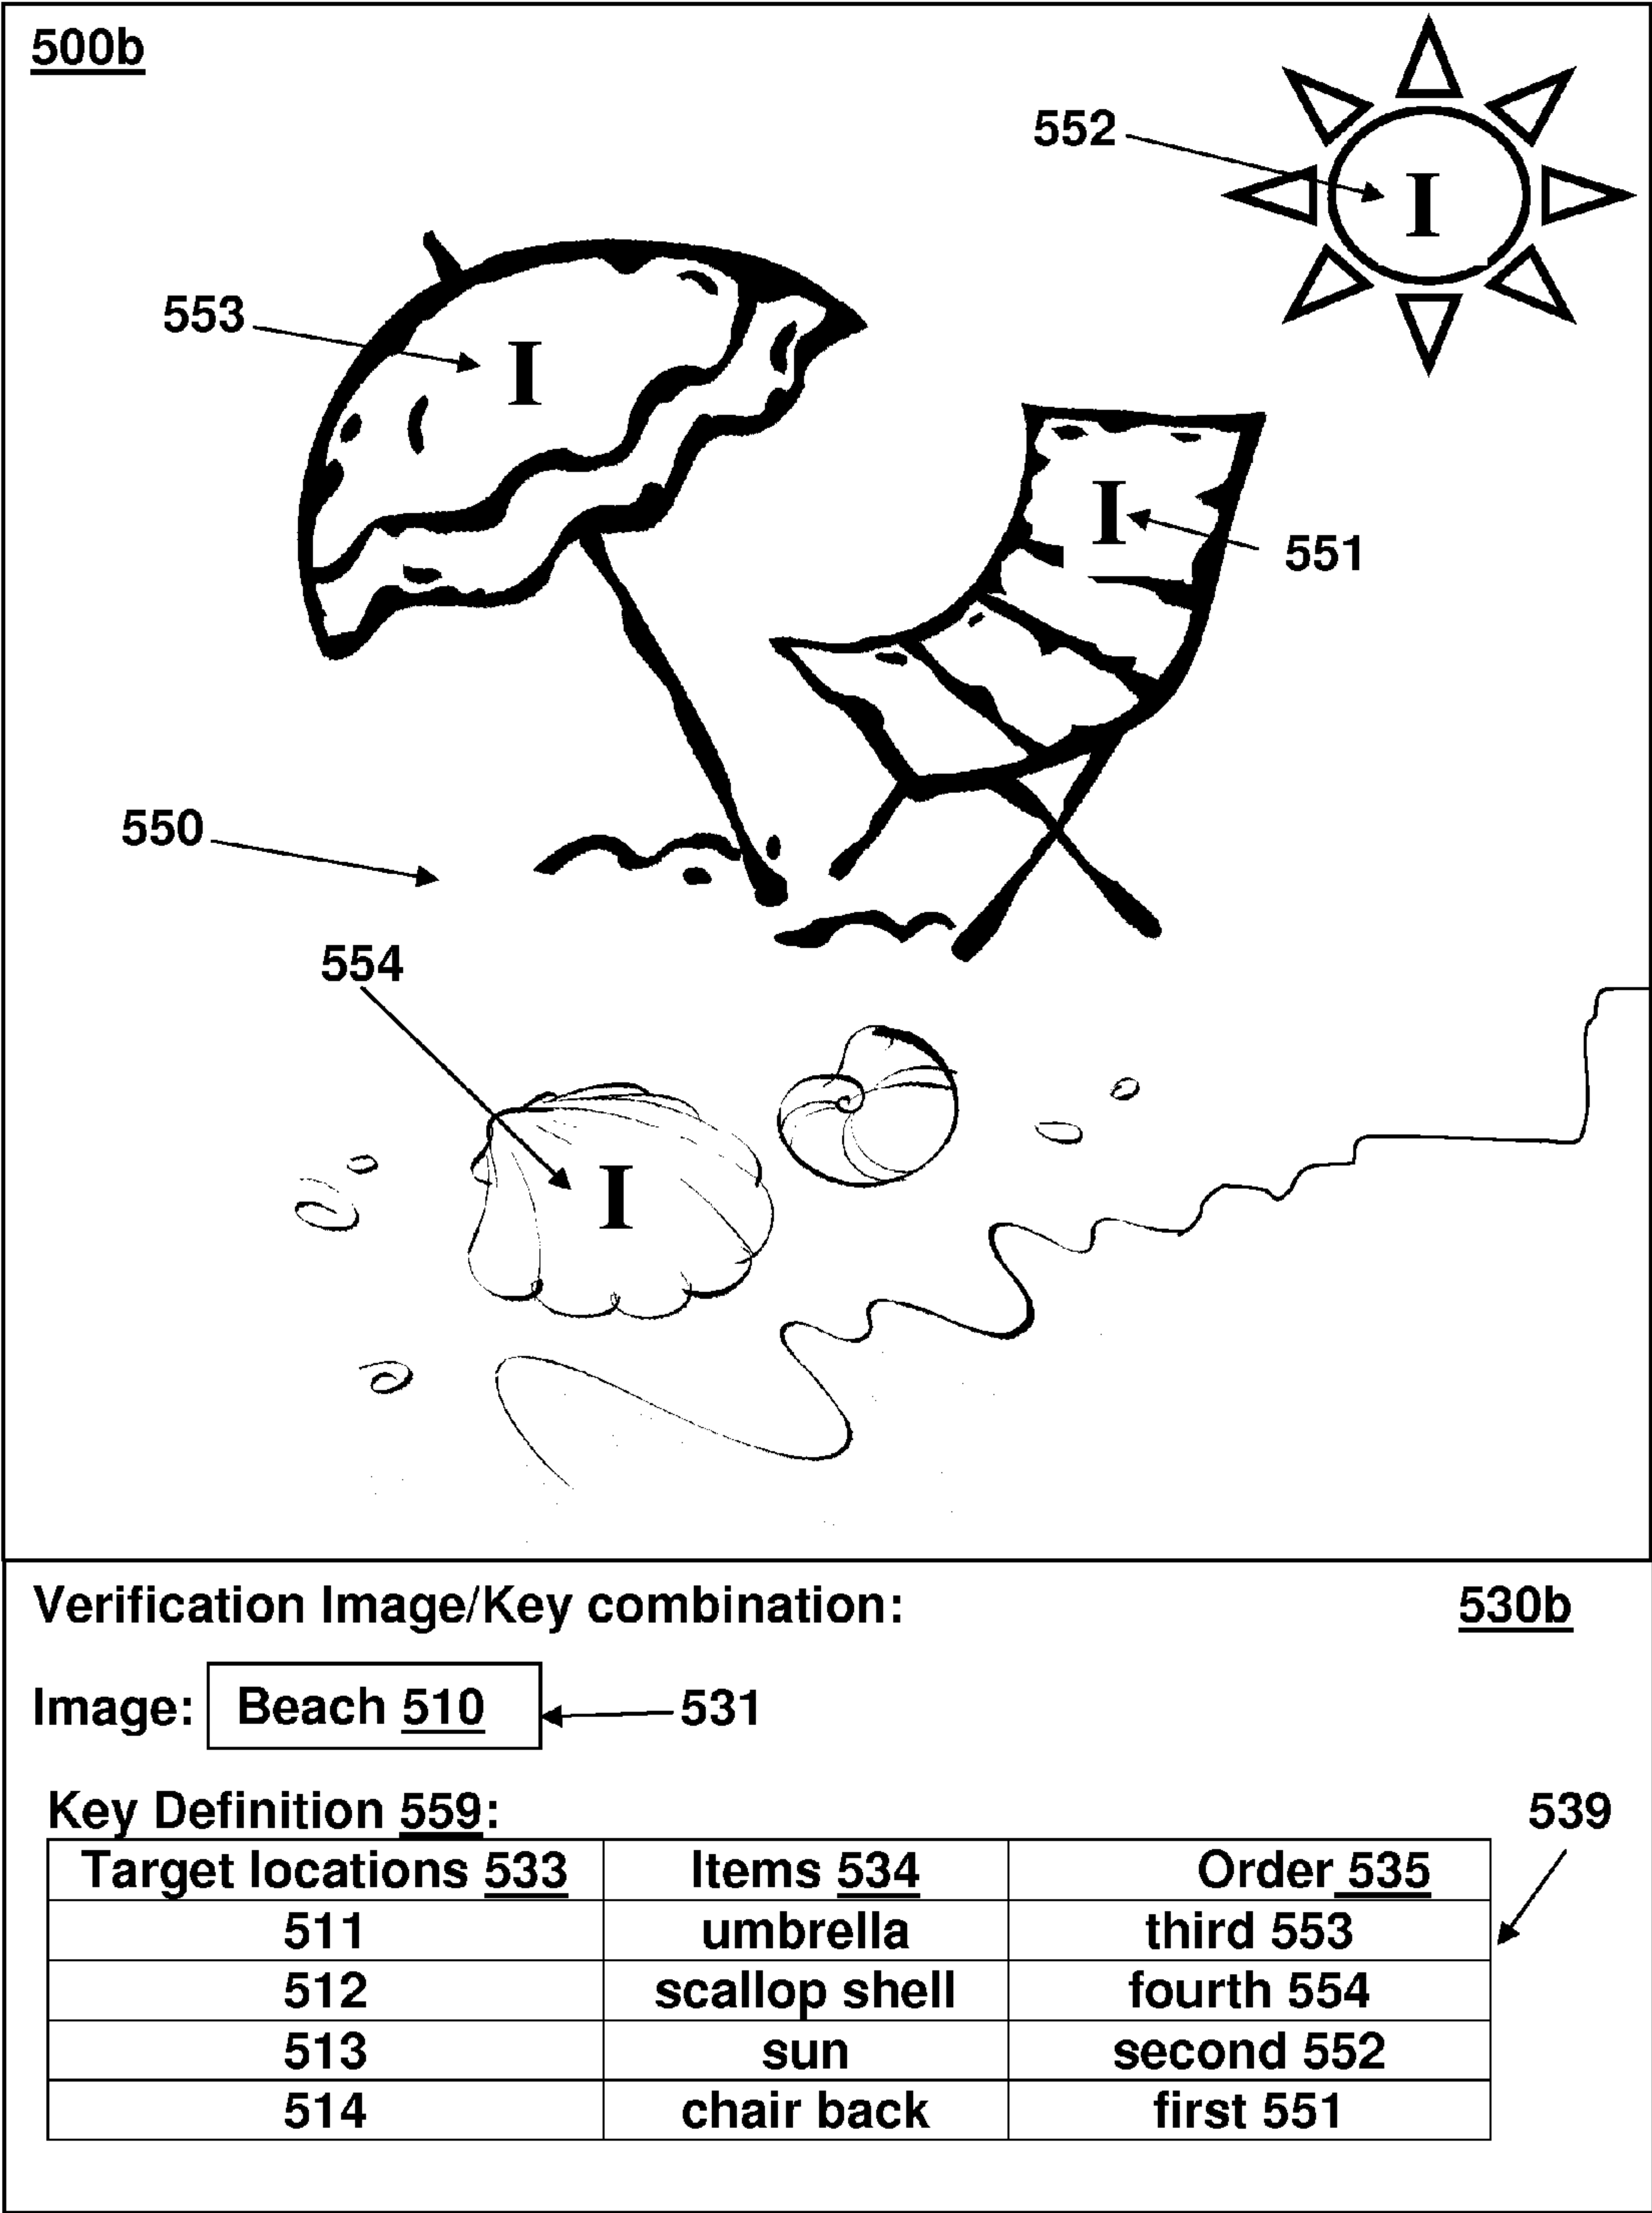 500b
552
I
553
I
I
551
550
554
I
Verification Image/Key combination: 530b
Image: Beach 510 531
Key Definition 559: 539
Target locations 533 Items 534 Order 535
511 umbrella third 553
512 scallop shell fourth 554
513 sun second 552
514 chair back first 551